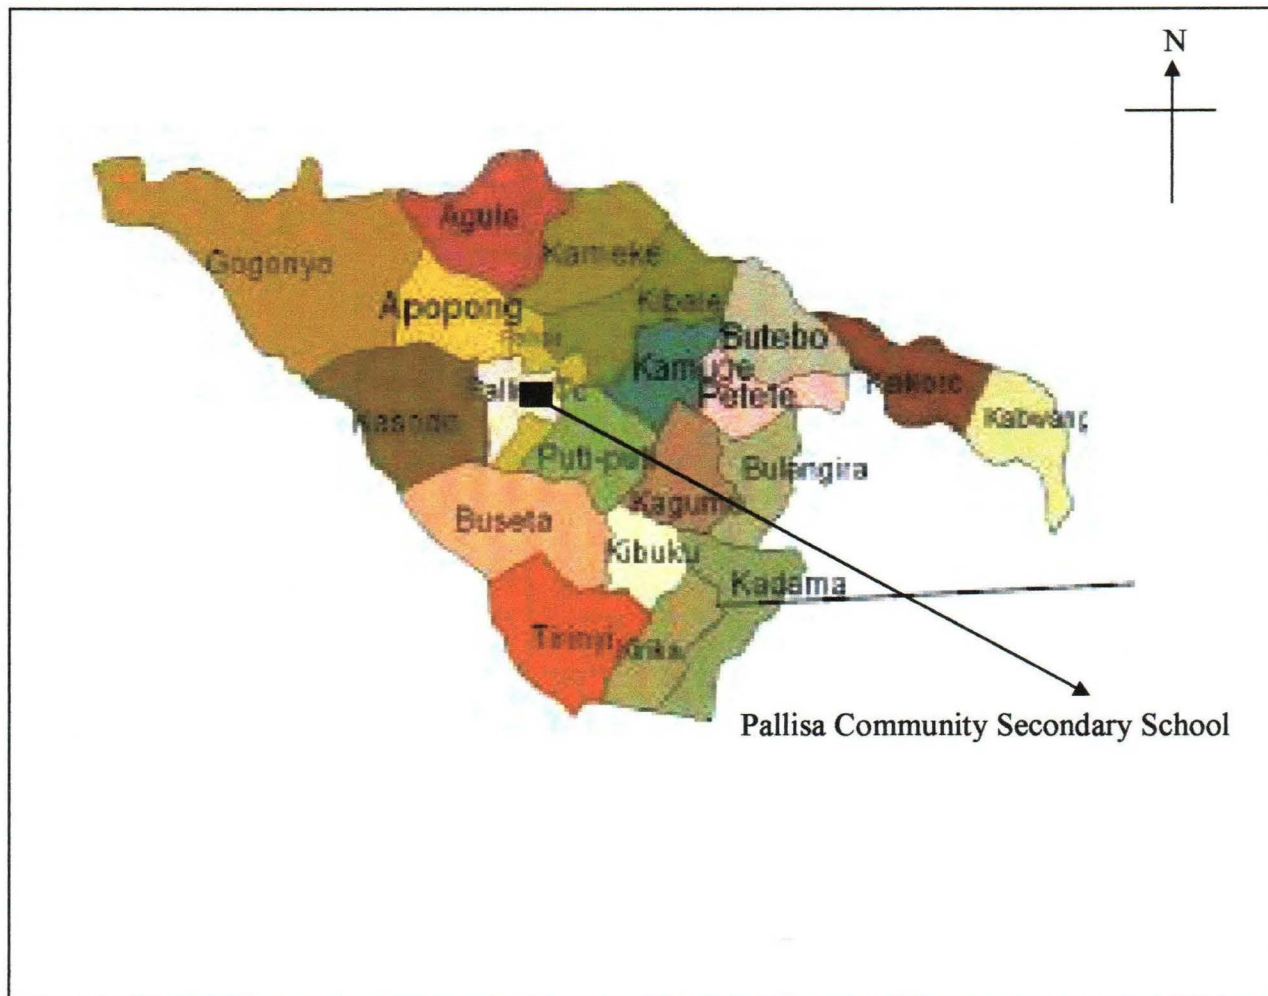 N
Agule
Gogonyo
Kameke
Apopong
Kibale
Butebo
Kamuge
Petete
Kasodo
Puti-puti
Bulangira
Buseta
Kibuku
Kadama
Tirinyi
Pallisa Community Secondary School